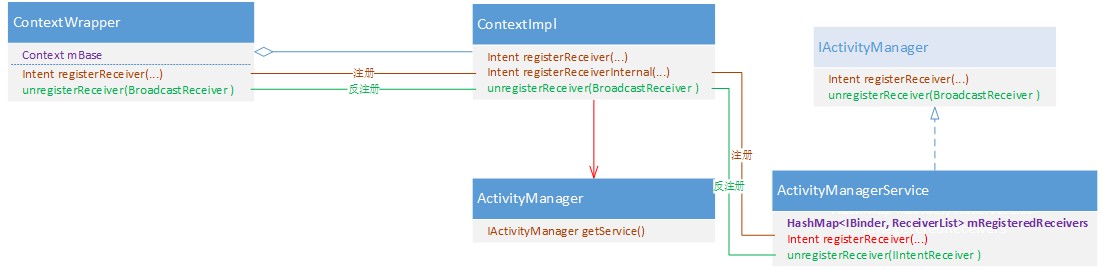 ContextWrapper
Context mBase
Intent registerReceiver(...)
unregisterReceiver(BroadcastReceiver )
注册
反注册
ContextImpl
Intent registerReceiver(...)
Intent registerReceiverInternal(...)
unregisterReceiver(BroadcastReceiver )
IActivityManager
Intent registerReceiver(...)
unregisterReceiver(BroadcastReceiver )
注册
反注册
ActivityManager
IActivityManager getService()
ActivityManagerService
HashMap<IBinder, ReceiverList> mRegisteredReceivers
Intent registerReceiver(...)
unregisterReceiver(IIntentReceiver )